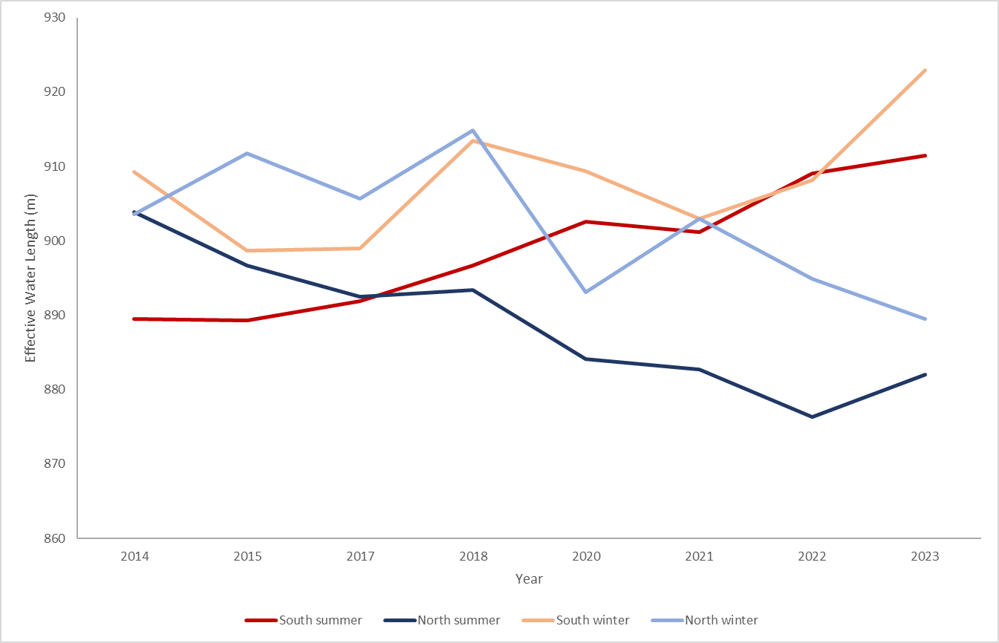 930
920
910
900
890
880
870
860
Effective Water Length (m)
2014 2015 2017 2018 2020 2021 2022 2023
Year
South summer North summer South winter North winter